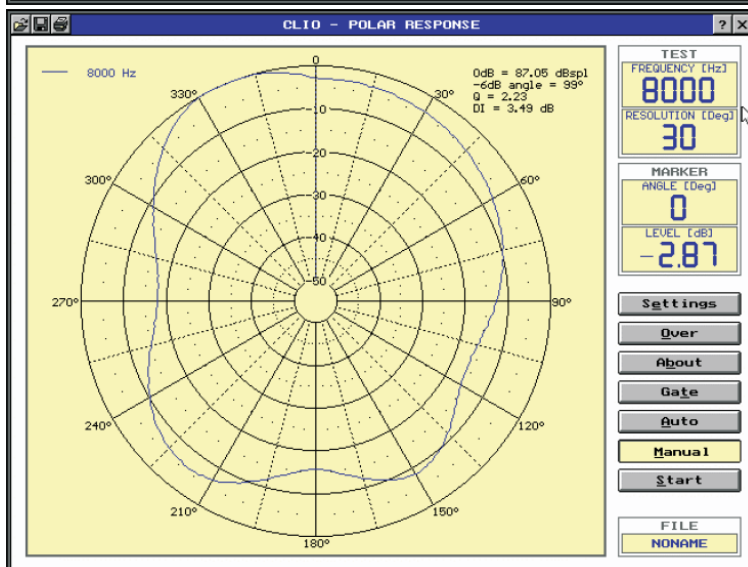 CLIO - POLAR RESPONSE
? X
8000 Hz
0dB = 87.05 dBspl
-6dB angle = 99°
Q = 2.23
DI = 3.49 dB
0
330°
30°
-10
-20
300°
60°
-30
-40
-50
270°
90°
240°
120°
210°
150°
180°
TEST
FREQUENCY [Hz]
8000
RESOLUTION [Deg]
30
MARKER
ANGLE [Deg]
0
LEVEL [dB]
-2.87
Settings
Over
About
Gate
Auto
Manual
Start
FILE
NONAME